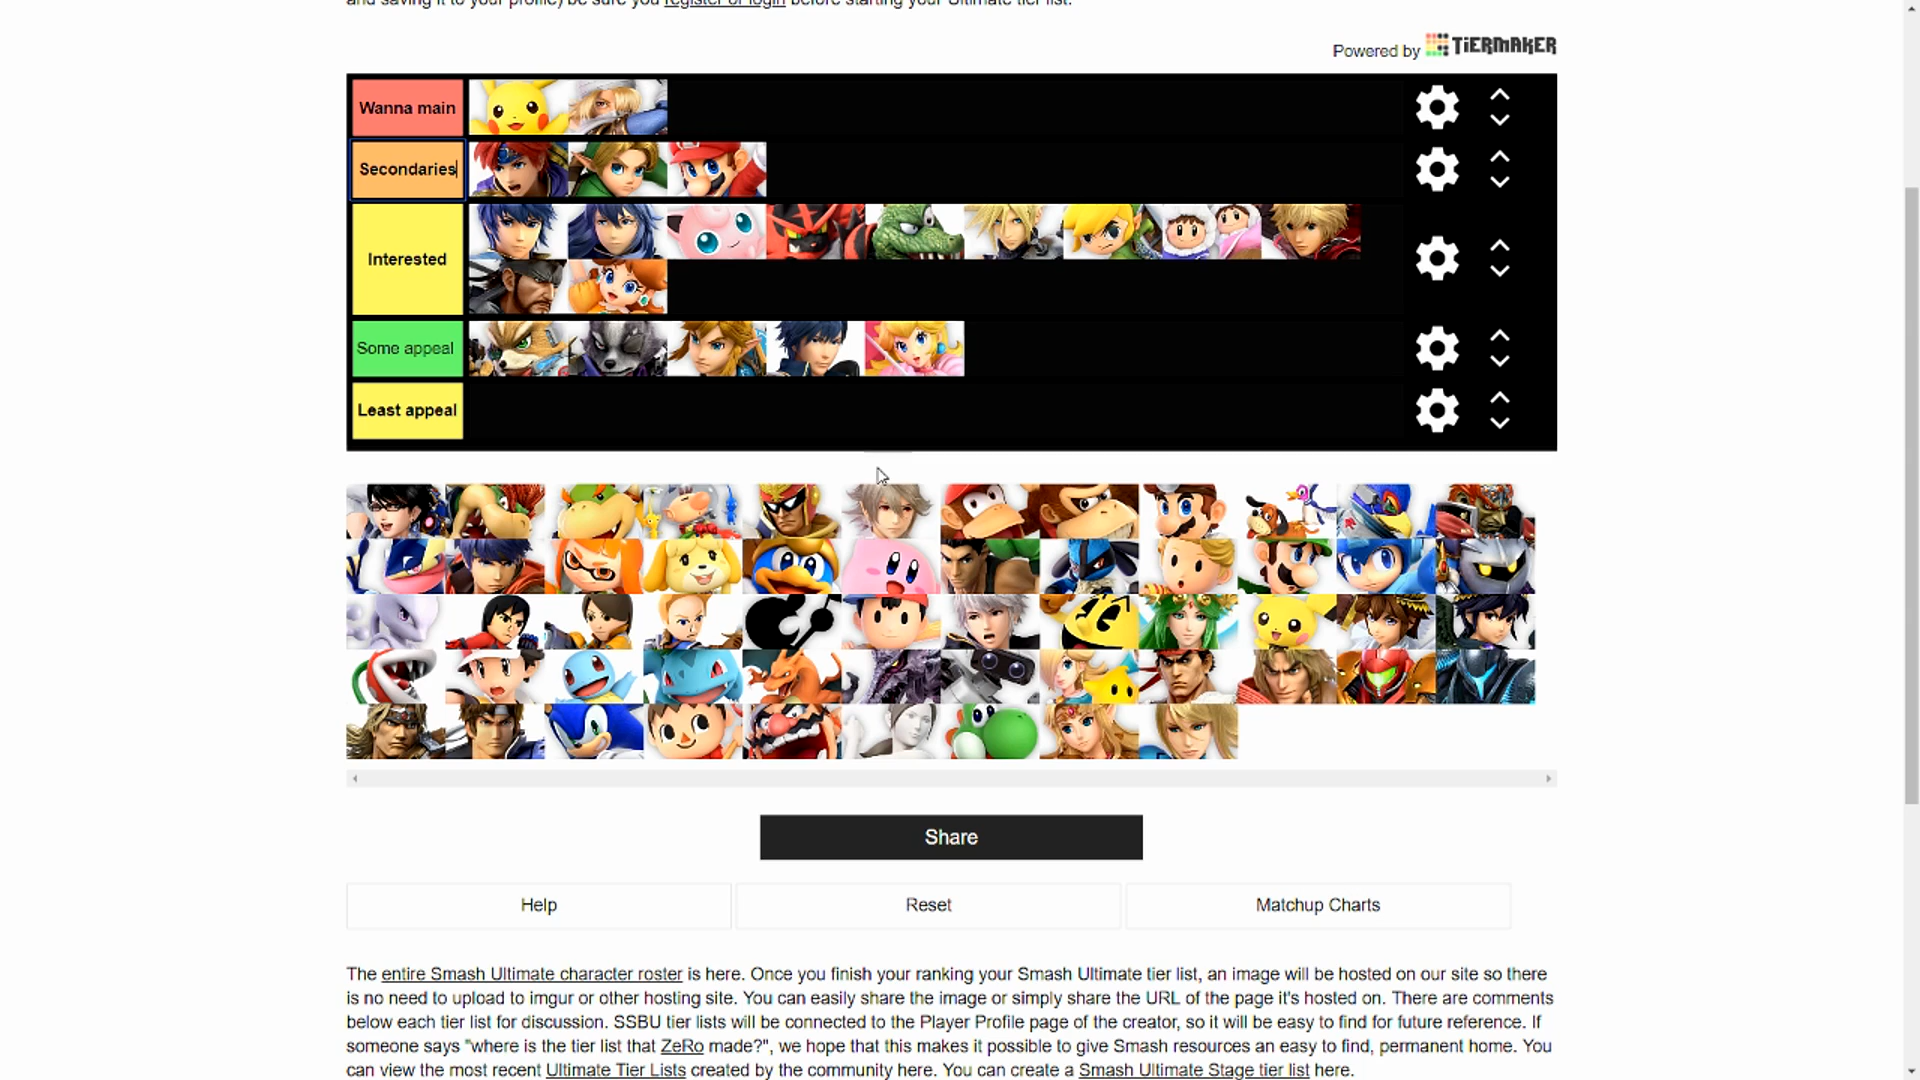 and saving it to your profile) be sure you register or login before starting your Ultimate tier list.
Powered by TiERMAKER
Wanna main
Secondaries
Interested
Some appeal
Least appeal
Share
Help
Reset
Matchup Charts
The entire Smash Ultimate character roster is here. Once you finish your ranking your Smash Ultimate tier list, an image will be hosted on our site so there
is no need to upload to imgur or other hosting site. You can easily share the image or simply share the URL of the page it's hosted on. There are comments
below each tier list for discussion. SSBU tier lists will be connected to the Player Profile page of the creator, so it will be easy to find for future reference. If
someone says "where is the tier list that ZeRo made?", we hope that this makes it possible to give Smash resources an easy to find, permanent home. You
can view the most recent Ultimate Tier Lists created by the community here. You can create a Smash Ultimate Stage tier list here.